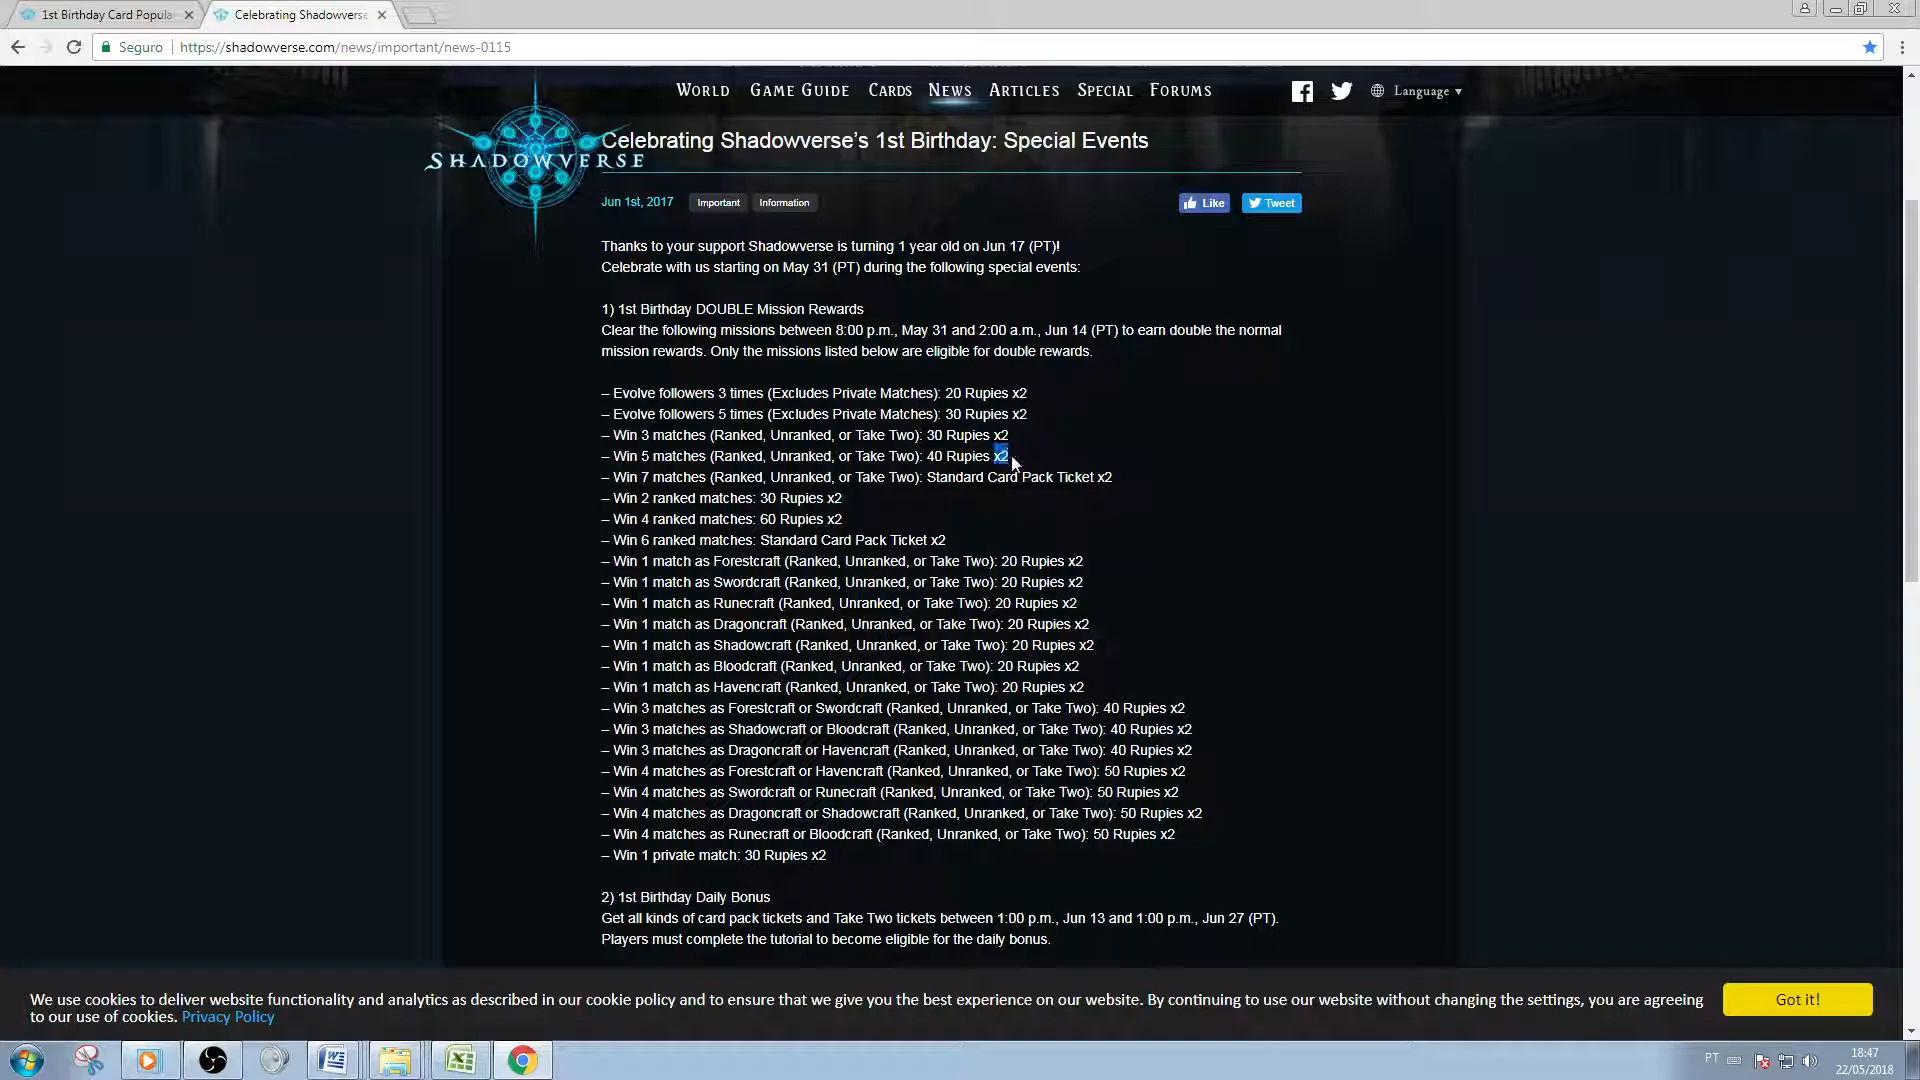 1st Birthday Card Popula
Celebrating Shadowverse
Seguro
https://shadowverse.com/news/important/news-0115
World Game Guide Cards News Articles Special Forums
Language
SHADOWVERSE
Celebrating Shadowverse’s 1st Birthday: Special Events
Jun 1st, 2017 Important Information
Like Tweet
Thanks to your support Shadowverse is turning 1 year old on Jun 17 (PT)!
Celebrate with us starting on May 31 (PT) during the following special events:
1) 1st Birthday DOUBLE Mission Rewards
Clear the following missions between 8:00 p.m., May 31 and 2:00 a.m., Jun 14 (PT) to earn double the normal
mission rewards. Only the missions listed below are eligible for double rewards.
– Evolve followers 3 times (Excludes Private Matches): 20 Rupies x2
– Evolve followers 5 times (Excludes Private Matches): 30 Rupies x2
– Win 3 matches (Ranked, Unranked, or Take Two): 30 Rupies x2
– Win 5 matches (Ranked, Unranked, or Take Two): 40 Rupies x2
– Win 7 matches (Ranked, Unranked, or Take Two): Standard Card Pack Ticket x2
– Win 2 ranked matches: 30 Rupies x2
– Win 4 ranked matches: 60 Rupies x2
– Win 6 ranked matches: Standard Card Pack Ticket x2
– Win 1 match as Forestcraft (Ranked, Unranked, or Take Two): 20 Rupies x2
– Win 1 match as Swordcraft (Ranked, Unranked, or Take Two): 20 Rupies x2
– Win 1 match as Runecraft (Ranked, Unranked, or Take Two): 20 Rupies x2
– Win 1 match as Dragoncraft (Ranked, Unranked, or Take Two): 20 Rupies x2
– Win 1 match as Shadowcraft (Ranked, Unranked, or Take Two): 20 Rupies x2
– Win 1 match as Bloodcraft (Ranked, Unranked, or Take Two): 20 Rupies x2
– Win 1 match as Havencraft (Ranked, Unranked, or Take Two): 20 Rupies x2
– Win 3 matches as Forestcraft or Swordcraft (Ranked, Unranked, or Take Two): 40 Rupies x2
– Win 3 matches as Shadowcraft or Bloodcraft (Ranked, Unranked, or Take Two): 40 Rupies x2
– Win 3 matches as Dragoncraft or Havencraft (Ranked, Unranked, or Take Two): 40 Rupies x2
– Win 4 matches as Forestcraft or Havencraft (Ranked, Unranked, or Take Two): 50 Rupies x2
– Win 4 matches as Swordcraft or Runecraft (Ranked, Unranked, or Take Two): 50 Rupies x2
– Win 4 matches as Dragoncraft or Shadowcraft (Ranked, Unranked, or Take Two): 50 Rupies x2
– Win 4 matches as Runecraft or Bloodcraft (Ranked, Unranked, or Take Two): 50 Rupies x2
– Win 1 private match: 30 Rupies x2
2) 1st Birthday Daily Bonus
Get all kinds of card pack tickets and Take Two tickets between 1:00 p.m., Jun 13 and 1:00 p.m., Jun 27 (PT).
Players must complete the tutorial to become eligible for the daily bonus.
We use cookies to deliver website functionality and analytics as described in our cookie policy and to ensure that we give you the best experience on our website. By continuing to use our website without changing the settings, you are agreeing
to our use of cookies. Privacy Policy
Got it!
PT
18:47
22/05/2018